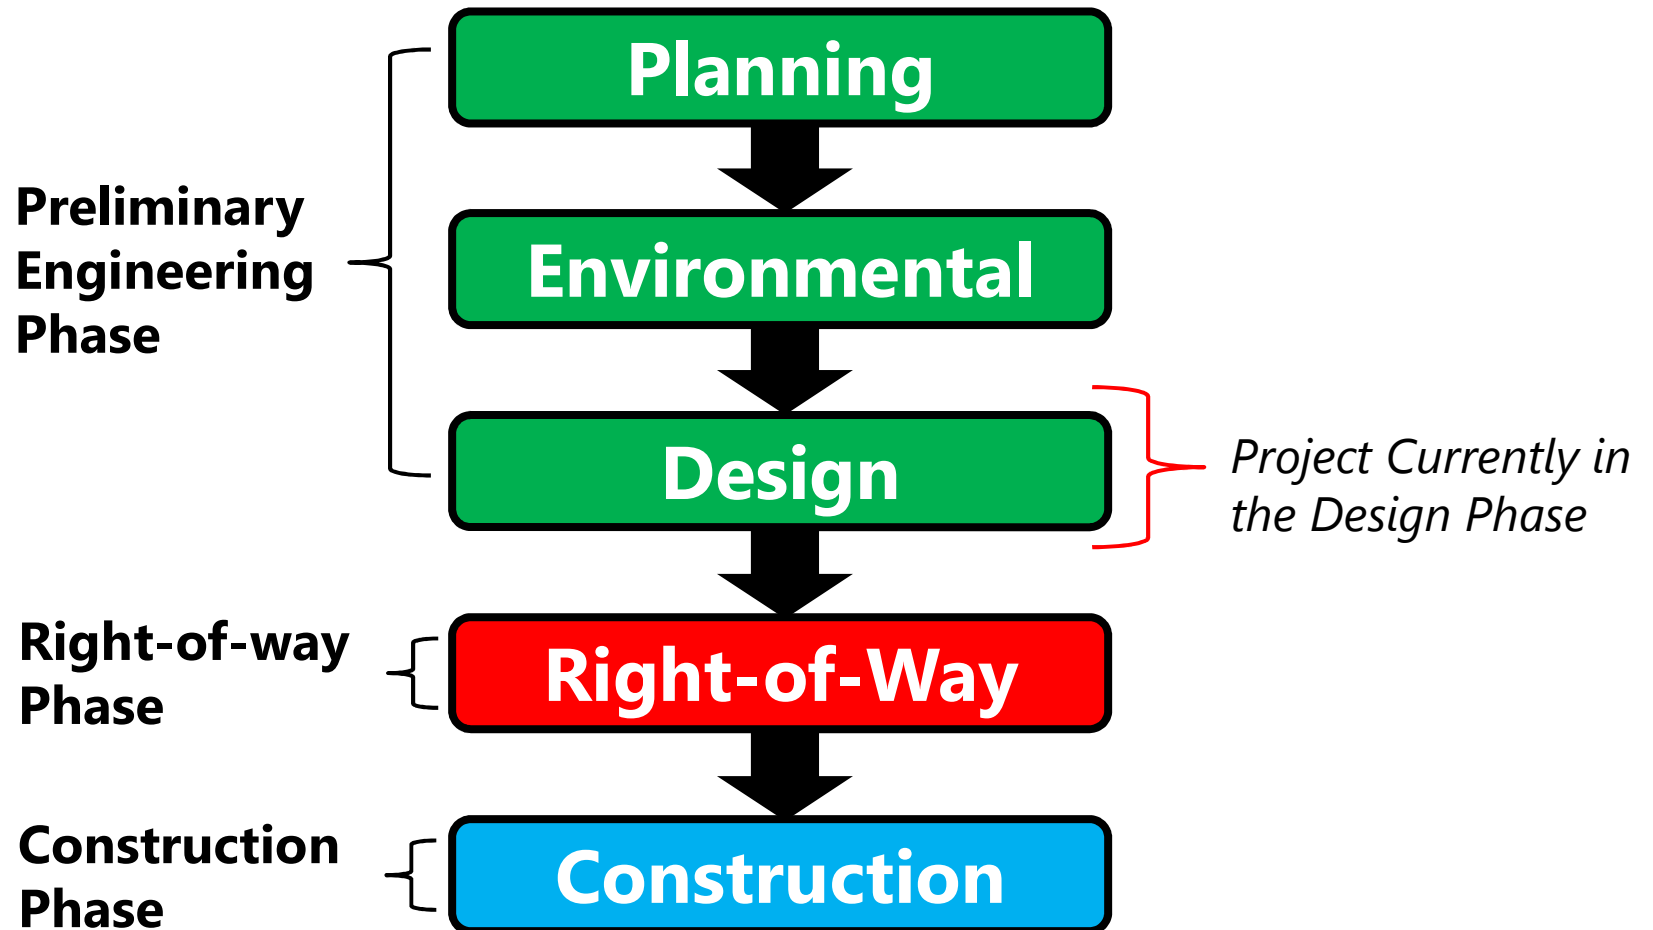 Planning
Preliminary
Engineering
Phase
Environmental
Design
Project Currently in
the Design Phase
Right-of-way
Phase
Right-of-Way
Construction
Phase
Construction